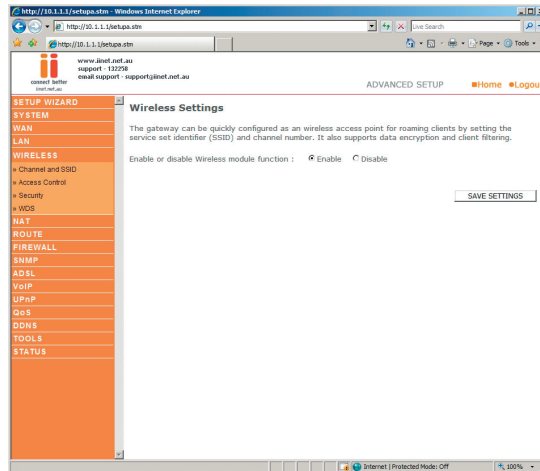 http://10.1.1.1/setupa.stm - Windows Internet Explorer
http://10.1.1.1/setupa.stm
Live Search
http://10.1.1.1/setupa.stm
Page
Tools
www.iinet.net.au
support - 132258
email support - support@iinet.net.au
connect better
iinet.net.au
ADVANCED SETUP
Home
Logou
SETUP WIZARD
SYSTEM
WAN
LAN
WIRELESS
» Channel and SSID
» Access Control
» Security
» WDS
NAT
ROUTE
FIREWALL
SNMP
ADSL
VoIP
UPnP
QoS
DDNS
TOOLS
STATUS
Wireless Settings
The gateway can be quickly configured as an wireless access point for roaming clients by setting the
service set identifier (SSID) and channel number. It also supports data encryption and client filtering.
Enable or disable Wireless module function : Enable Disable
SAVE SETTINGS
Internet | Protected Mode: Off
100%